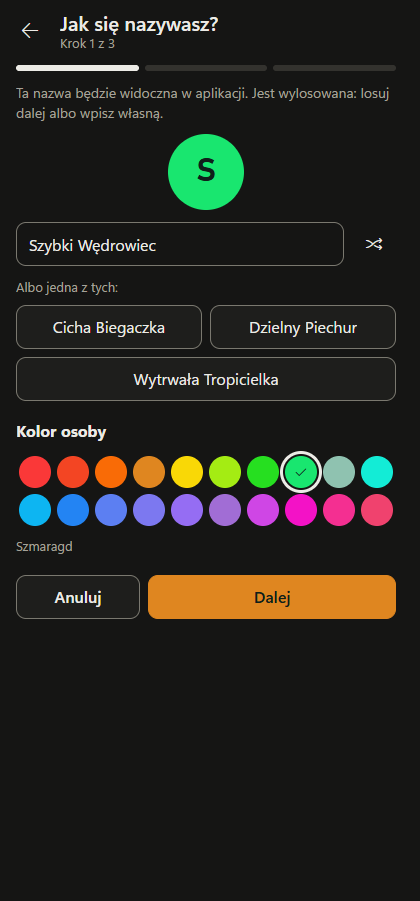 Jak się nazywasz?
Krok 1 z 3
Ta nazwa będzie widoczna w aplikacji. Jest wylosowana: losuj
dalej albo wpisz własną.
S
Szybki Wędrowiec
Albo jedna z tych:
Cicha Biegaczka
Dzielny Piechur
Wytrwała Tropicielka
Kolor osoby
Szmaragd
Anuluj
Dalej